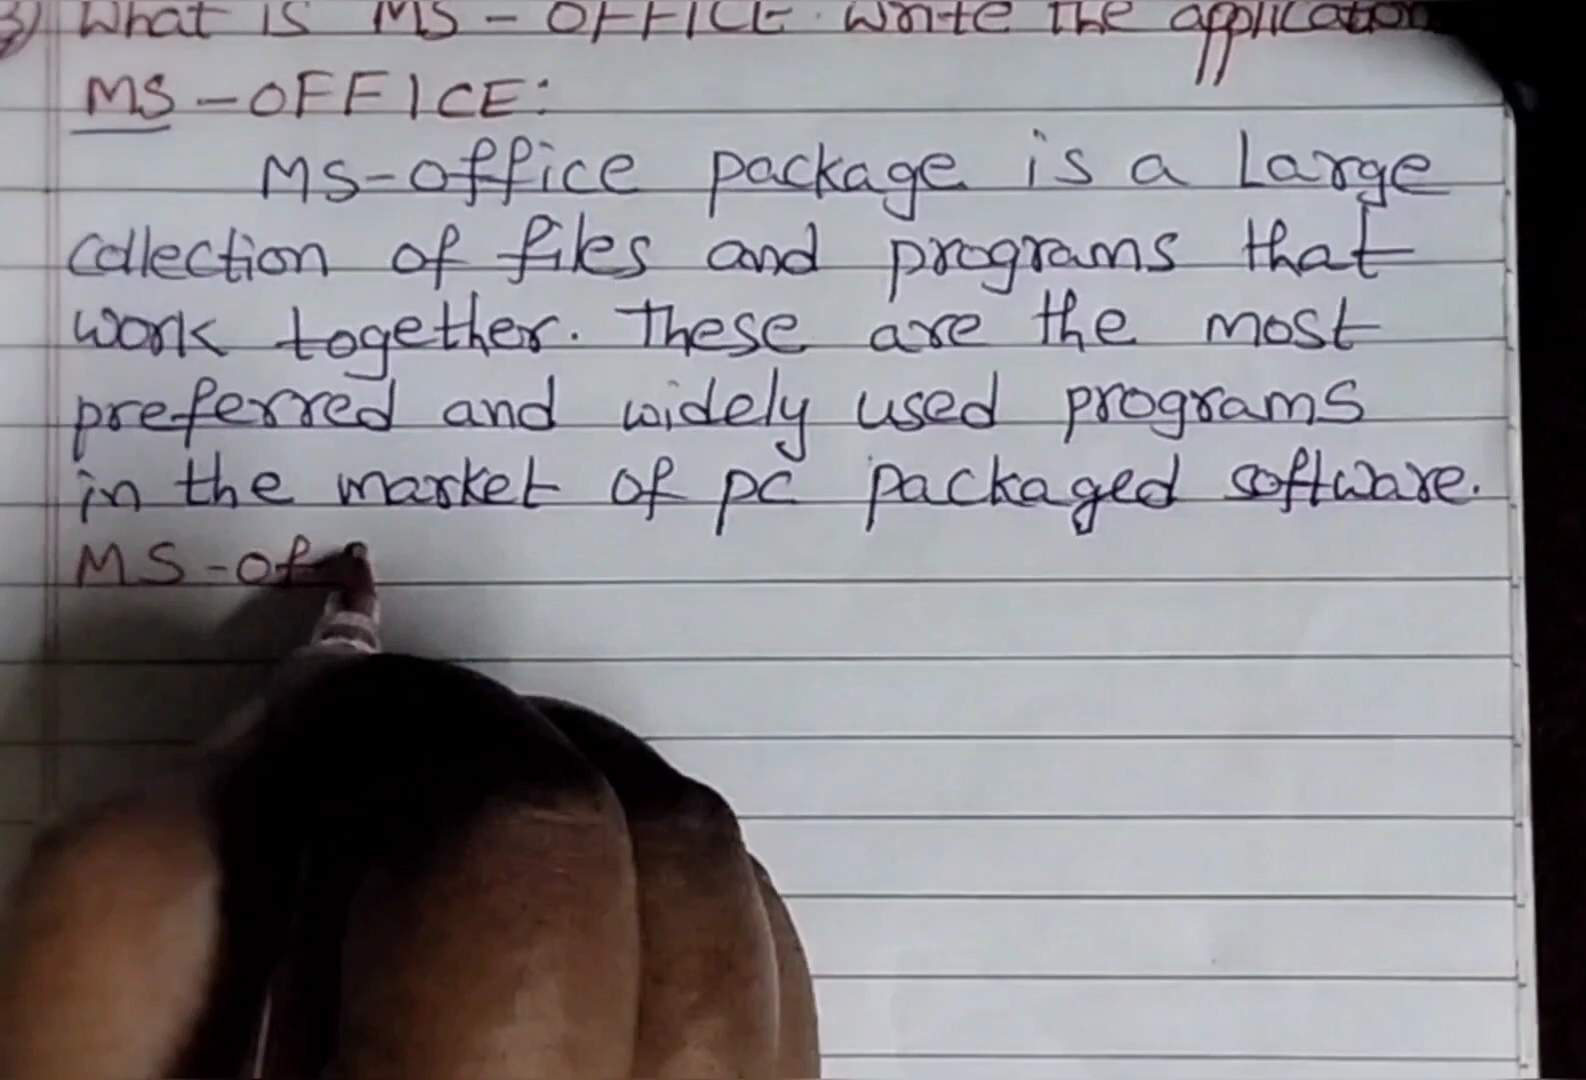 3) What is MS - OFFICE. Write the application
MS - OFFICE:
MS-office package is a Large
collection of files and programs that
work together. These are the most
preferred and widely used programs
in the market of pc packaged software.
MS-of